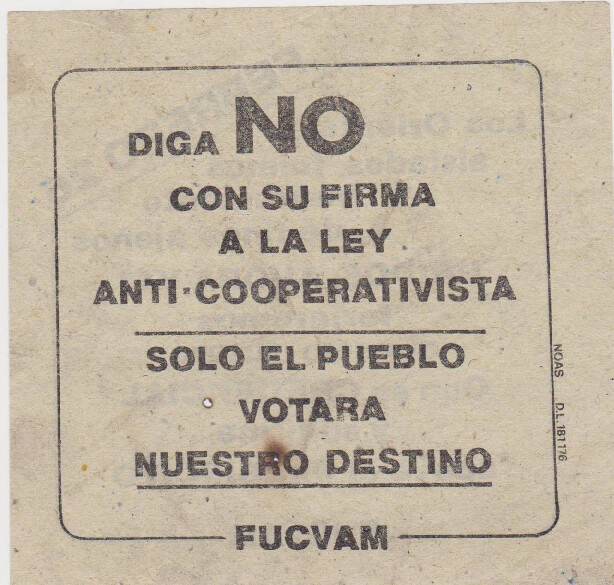 DIGA NO
CON SU FIRMA
A LA LEY
ANTI-COOPERATIVISTA
SOLO EL PUEBLO
VOTARA
NUESTRO DESTINO
FUCVAM
NOAS D.L. 181176